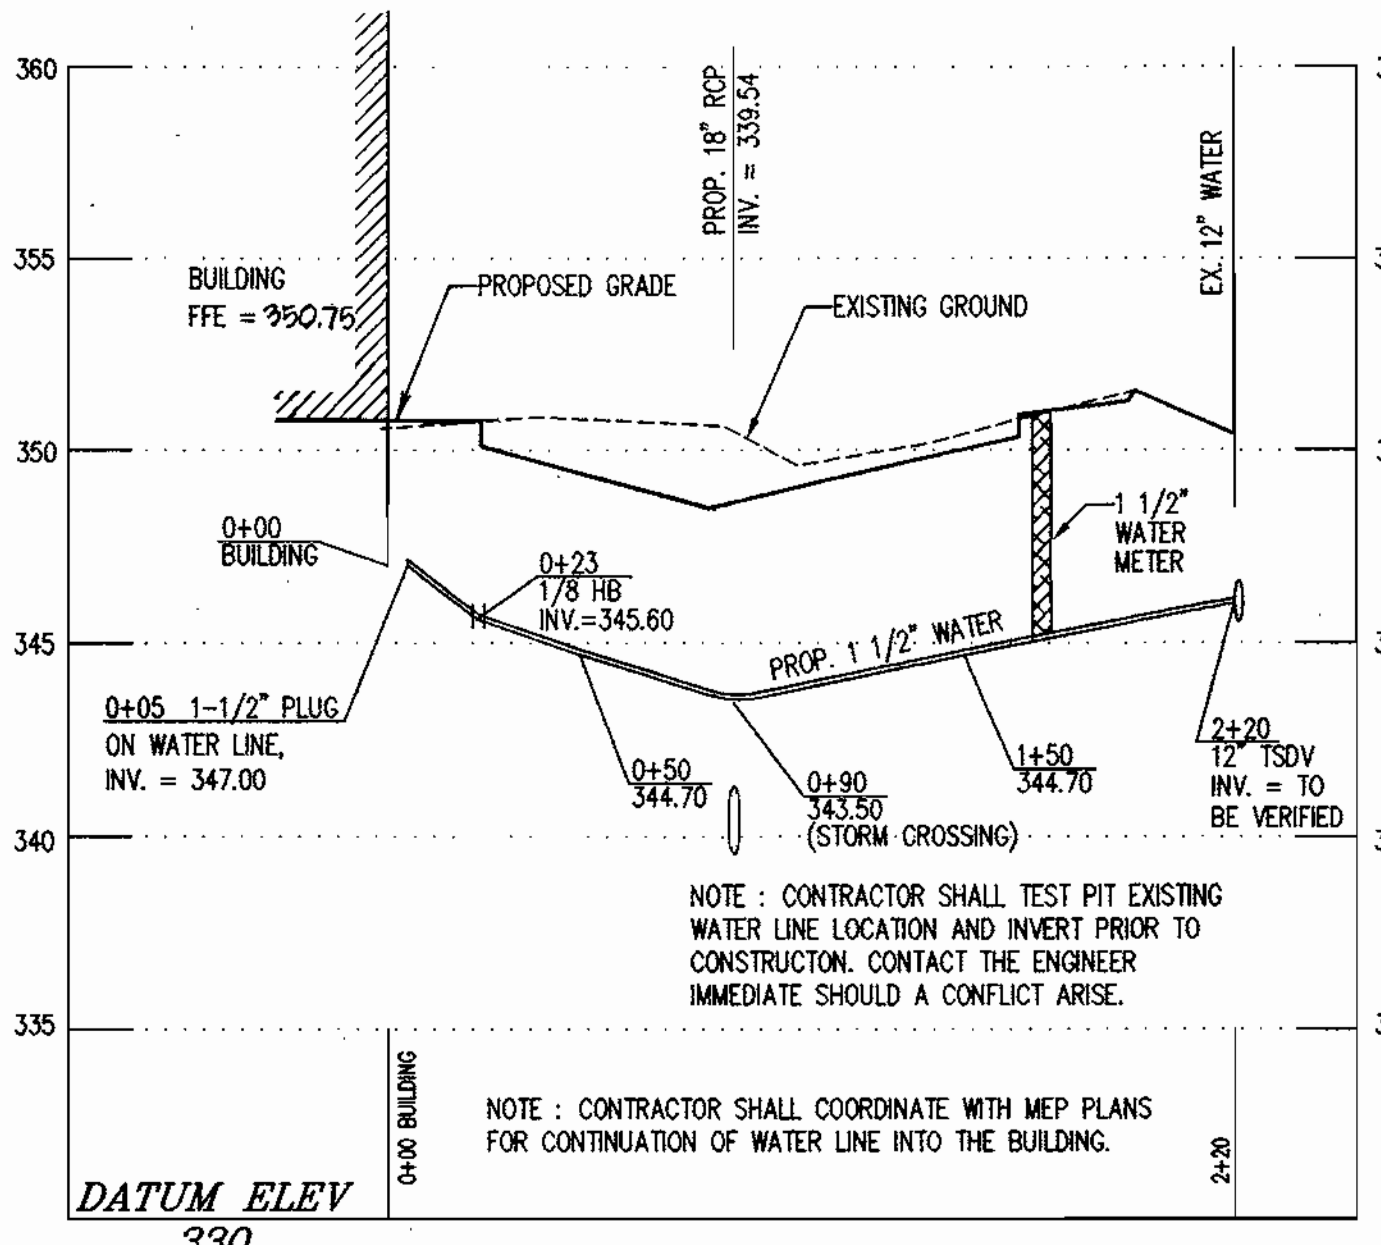 360
355
350
345
340
335
PROP. 18" RCP
INV. = 339.54
EX. 12" WATER
BUILDING
FFE = 350.75
PROPOSED GRADE
EXISTING GROUND
0+00
BUILDING
0+23
1/8 HB
INV.=345.60
1 1/2"
WATER
METER
PROP. 1 1/2" WATER
0+05 1-1/2" PLUG
ON WATER LINE,
INV. = 347.00
0+50
344.70
0+90
343.50
(STORM CROSSING)
1+50
344.70
2+20
12" TSDV
INV. = TO
BE VERIFIED
NOTE : CONTRACTOR SHALL TEST PIT EXISTING
WATER LINE LOCATION AND INVERT PRIOR TO
CONSTRUCTON. CONTACT THE ENGINEER
IMMEDIATE SHOULD A CONFLICT ARISE.
0+00 BUILDING
NOTE : CONTRACTOR SHALL COORDINATE WITH MEP PLANS
FOR CONTINUATION OF WATER LINE INTO THE BUILDING.
2+20
DATUM ELEV
330